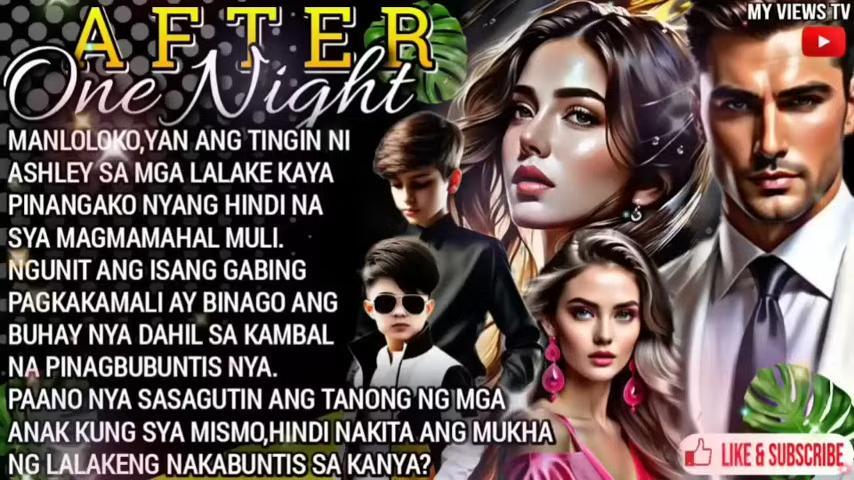 AFTER
One Night
MY VIEWS TV
MANLOLOKO,YAN ANG TINGIN NI
ASHLEY SA MGA LALAKE KAYA
PINANGAKO NYANG HINDI NA
SYA MAGMAMAHAL MULI.
NGUNIT ANG ISANG GABING
PAGKAKAMALI AY BINAGO ANG
BUHAY NYA DAHIL SA KAMBAL
NA PINAGBUBUNTIS NYA.
PAANO NYA SASAGUTIN ANG TANONG NG MGA
ANAK KUNG SYA MISMO,HINDI NAKITA ANG MUKHA
NG LALAKENG NAKABUNTIS SA KANYA?
LIKE & SUBSCRIBE